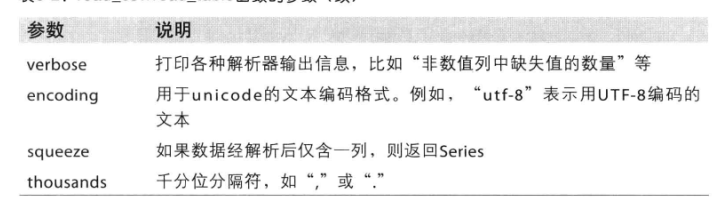 参数 说明
verbose 打印各种解析器输出信息，比如“非数值列中缺失值的数量”等
encoding 用于unicode的文本编码格式。例如，“utf-8”表示用UTF-8编码的
文本
squeeze 如果数据经解析后仅含一列，则返回Series
thousands 千分位分隔符，如“,”或“.”